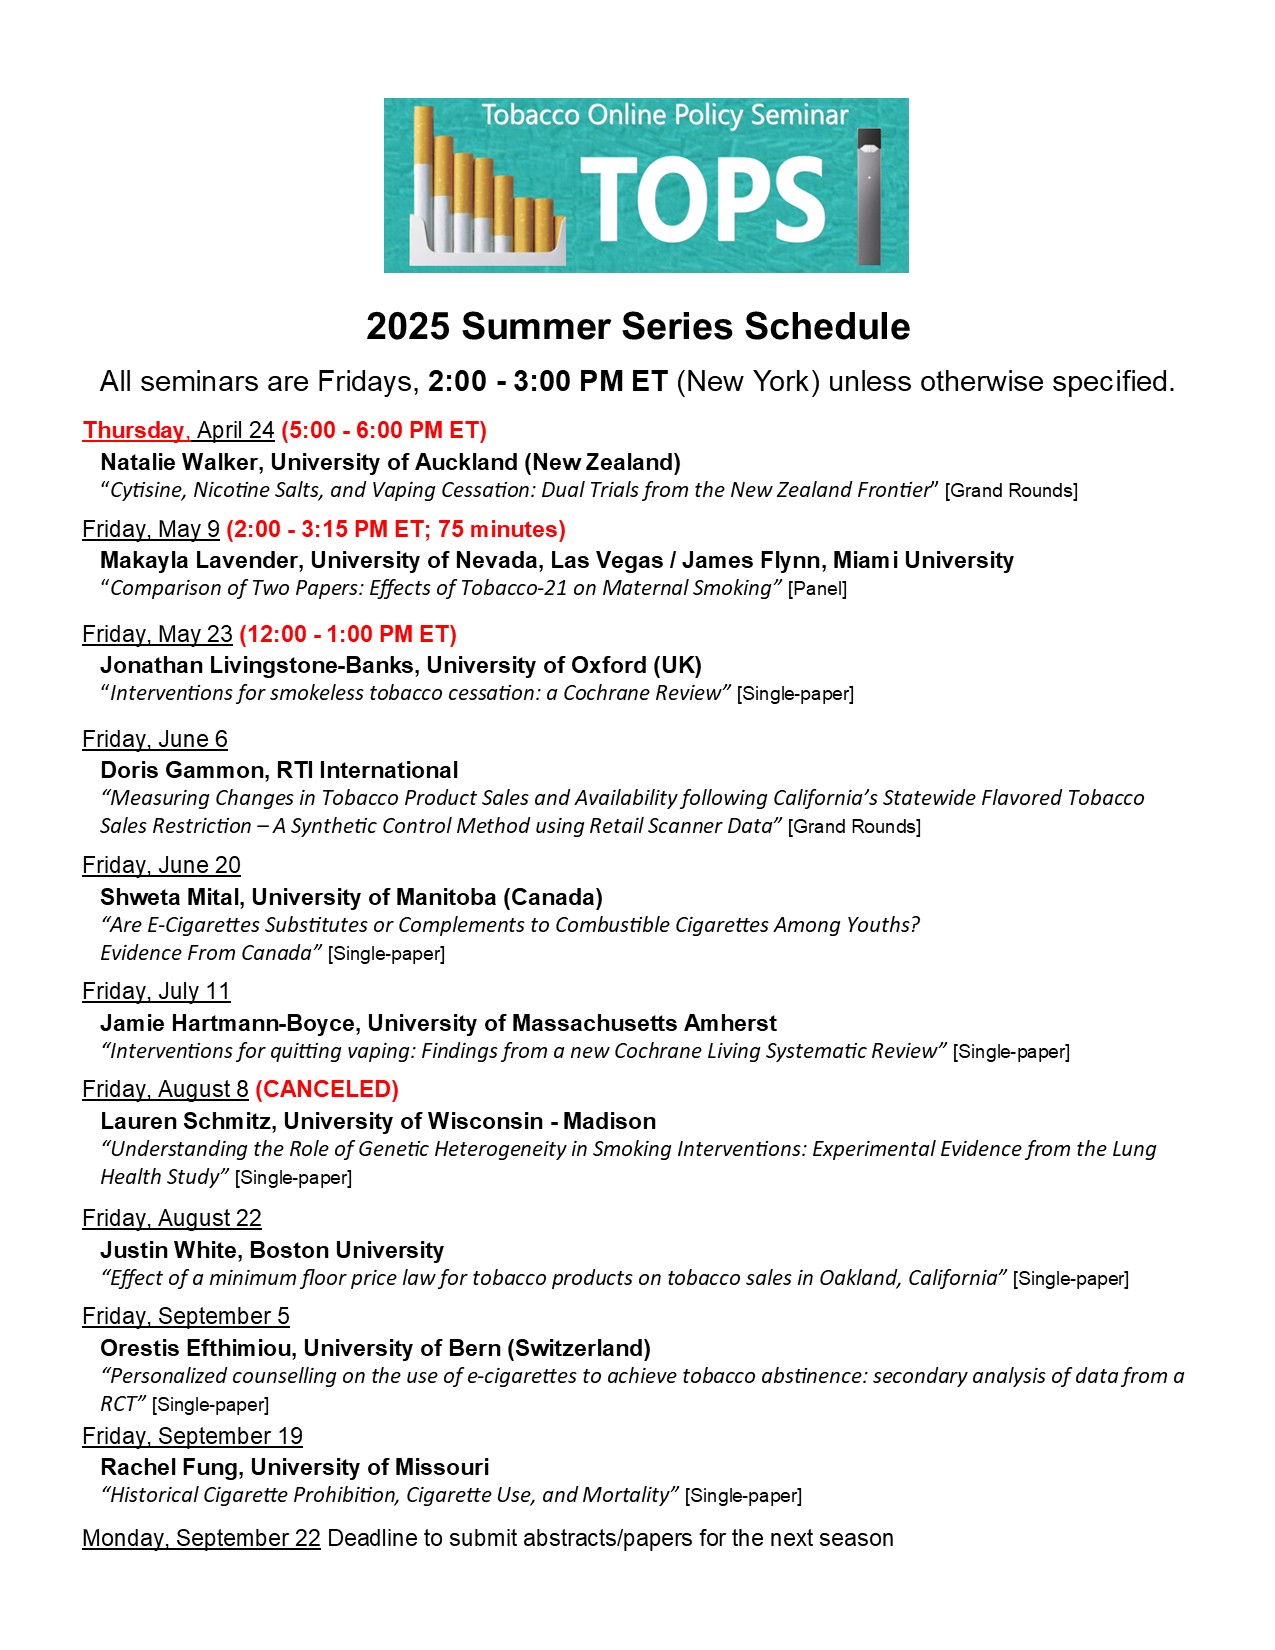 Tobacco Online Policy Seminar
TOPS
2025 Summer Series Schedule
All seminars are Fridays, 2:00 - 3:00 PM ET (New York) unless otherwise specified.
Thursday, April 24 (5:00 - 6:00 PM ET)
Natalie Walker, University of Auckland (New Zealand)
“Cytisine, Nicotine Salts, and Vaping Cessation: Dual Trials from the New Zealand Frontier” [Grand Rounds]
Friday, May 9 (2:00 - 3:15 PM ET; 75 minutes)
Makayla Lavender, University of Nevada, Las Vegas / James Flynn, Miami University
“Comparison of Two Papers: Effects of Tobacco-21 on Maternal Smoking” [Panel]
Friday, May 23 (12:00 - 1:00 PM ET)
Jonathan Livingstone-Banks, University of Oxford (UK)
“Interventions for smokeless tobacco cessation: a Cochrane Review” [Single-paper]
Friday, June 6
Doris Gammon, RTI International
“Measuring Changes in Tobacco Product Sales and Availability following California’s Statewide Flavored Tobacco
Sales Restriction – A Synthetic Control Method using Retail Scanner Data” [Grand Rounds]
Friday, June 20
Shweta Mital, University of Manitoba (Canada)
“Are E-Cigarettes Substitutes or Complements to Combustible Cigarettes Among Youths?
Evidence From Canada” [Single-paper]
Friday, July 11
Jamie Hartmann-Boyce, University of Massachusetts Amherst
“Interventions for quitting vaping: Findings from a new Cochrane Living Systematic Review” [Single-paper]
Friday, August 8 (CANCELED)
Lauren Schmitz, University of Wisconsin - Madison
“Understanding the Role of Genetic Heterogeneity in Smoking Interventions: Experimental Evidence from the Lung
Health Study” [Single-paper]
Friday, August 22
Justin White, Boston University
“Effect of a minimum floor price law for tobacco products on tobacco sales in Oakland, California” [Single-paper]
Friday, September 5
Orestis Efthimiou, University of Bern (Switzerland)
“Personalized counselling on the use of e-cigarettes to achieve tobacco abstinence: secondary analysis of data from a
RCT” [Single-paper]
Friday, September 19
Rachel Fung, University of Missouri
“Historical Cigarette Prohibition, Cigarette Use, and Mortality” [Single-paper]
Monday, September 22 Deadline to submit abstracts/papers for the next season